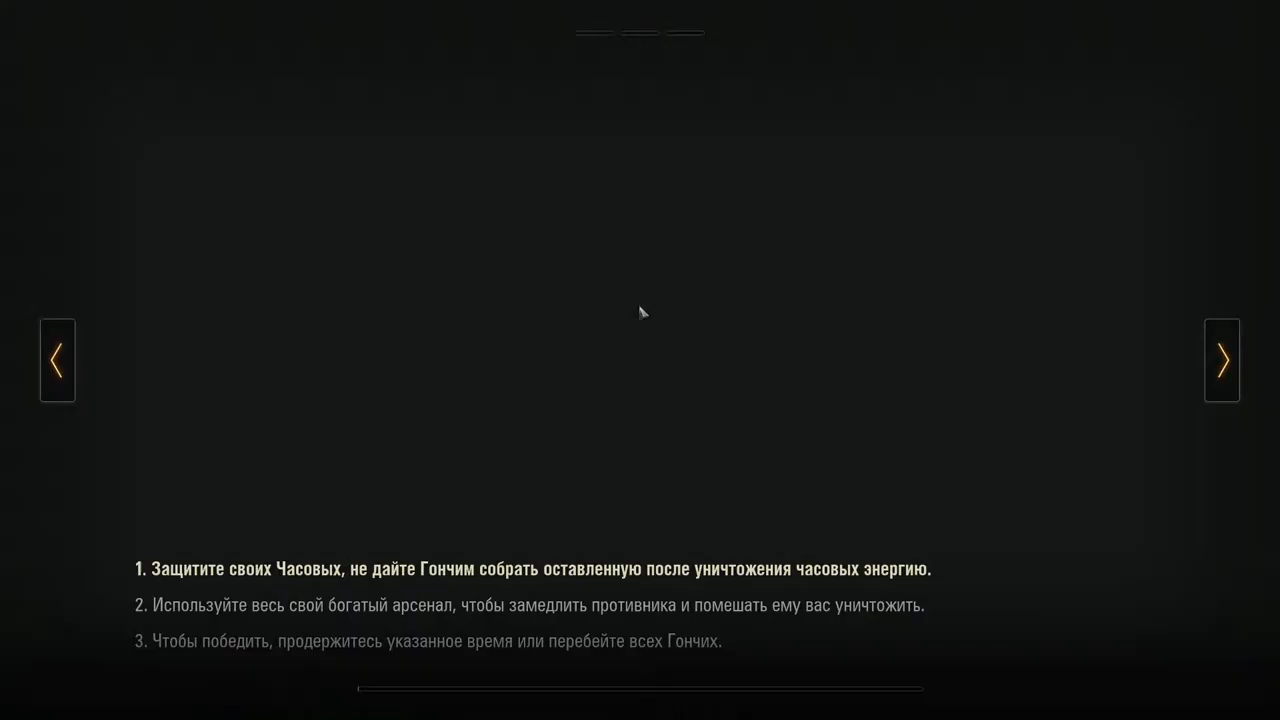 1. Защитите своих Часовых, не дайте Гончим собрать оставленную после уничтожения часовых энергию.
2. Используйте весь свой богатый арсенал, чтобы замедлить противника и помешать ему вас уничтожить.
3. Чтобы победить, продержитесь указанное время или перебейте всех Гончих.